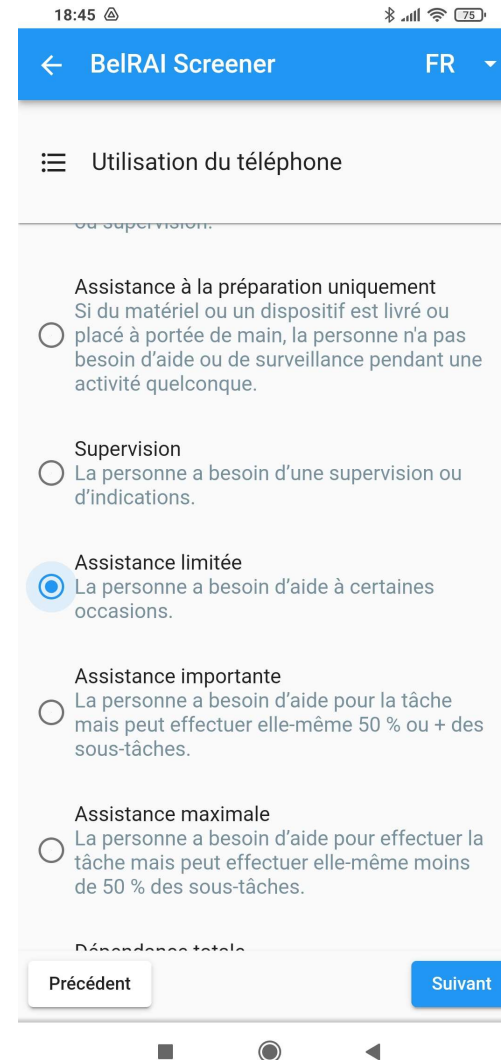 18:45
75
BelRAI Screener
FR
Utilisation du téléphone
ou supervision.
Assistance à la préparation uniquement
Si du matériel ou un dispositif est livré ou
placé à portée de main, la personne n'a pas
besoin d’aide ou de surveillance pendant une
activité quelconque.
Supervision
La personne a besoin d’une supervision ou
d’indications.
Assistance limitée
La personne a besoin d’aide à certaines
occasions.
Assistance importante
La personne a besoin d’aide pour la tâche
mais peut effectuer elle-même 50 % ou + des
sous-tâches.
Assistance maximale
La personne a besoin d’aide pour effectuer la
tâche mais peut effectuer elle-même moins
de 50 % des sous-tâches.
Dépendance totale
Précédent
Suivant